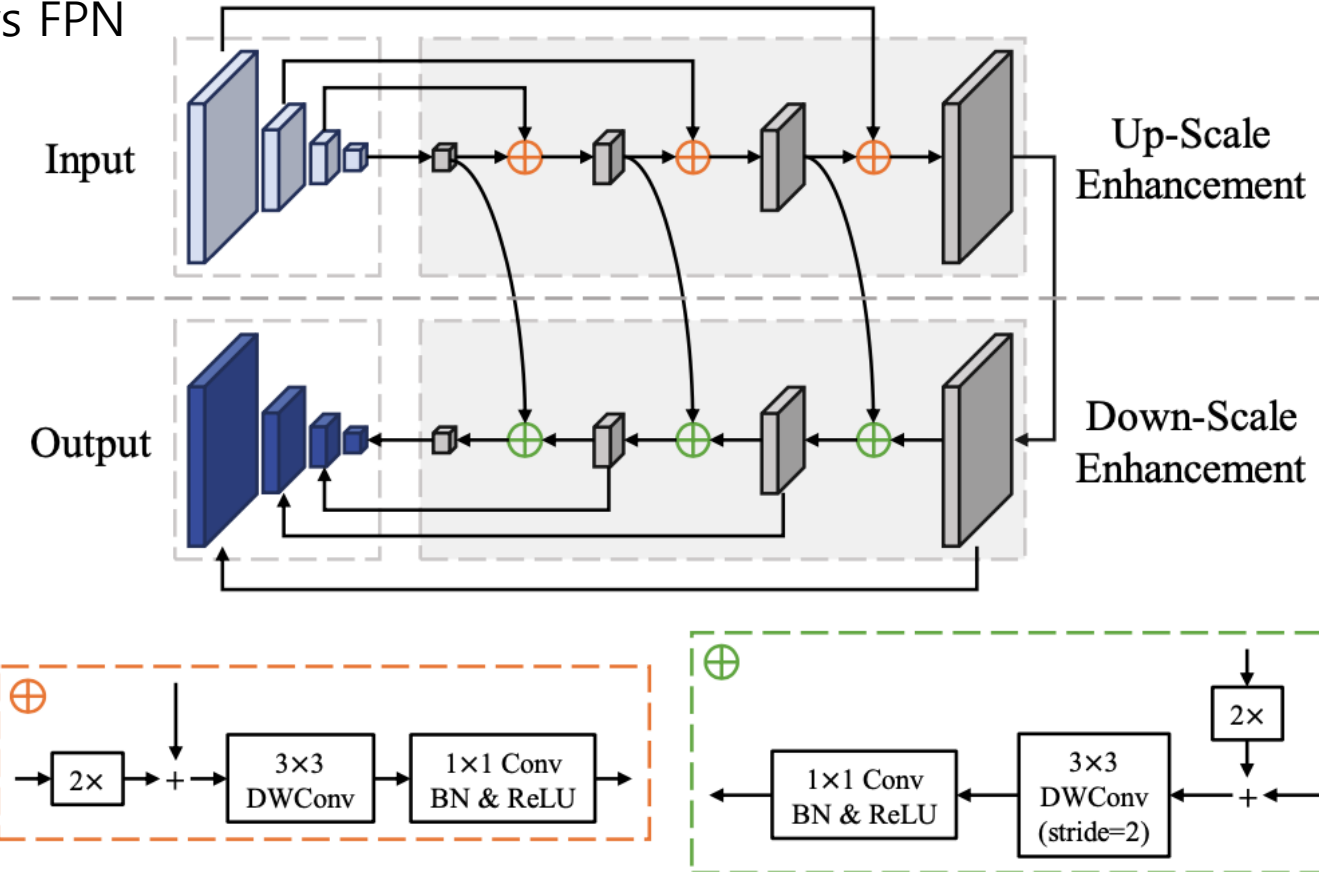 s FPN
Input
Up-Scale
Enhancement
Output
Down-Scale
Enhancement
2×
+
3×3
DWConv
1×1 Conv
BN & ReLU
2×
1×1 Conv
BN & ReLU
3×3
DWConv
(stride=2)
+